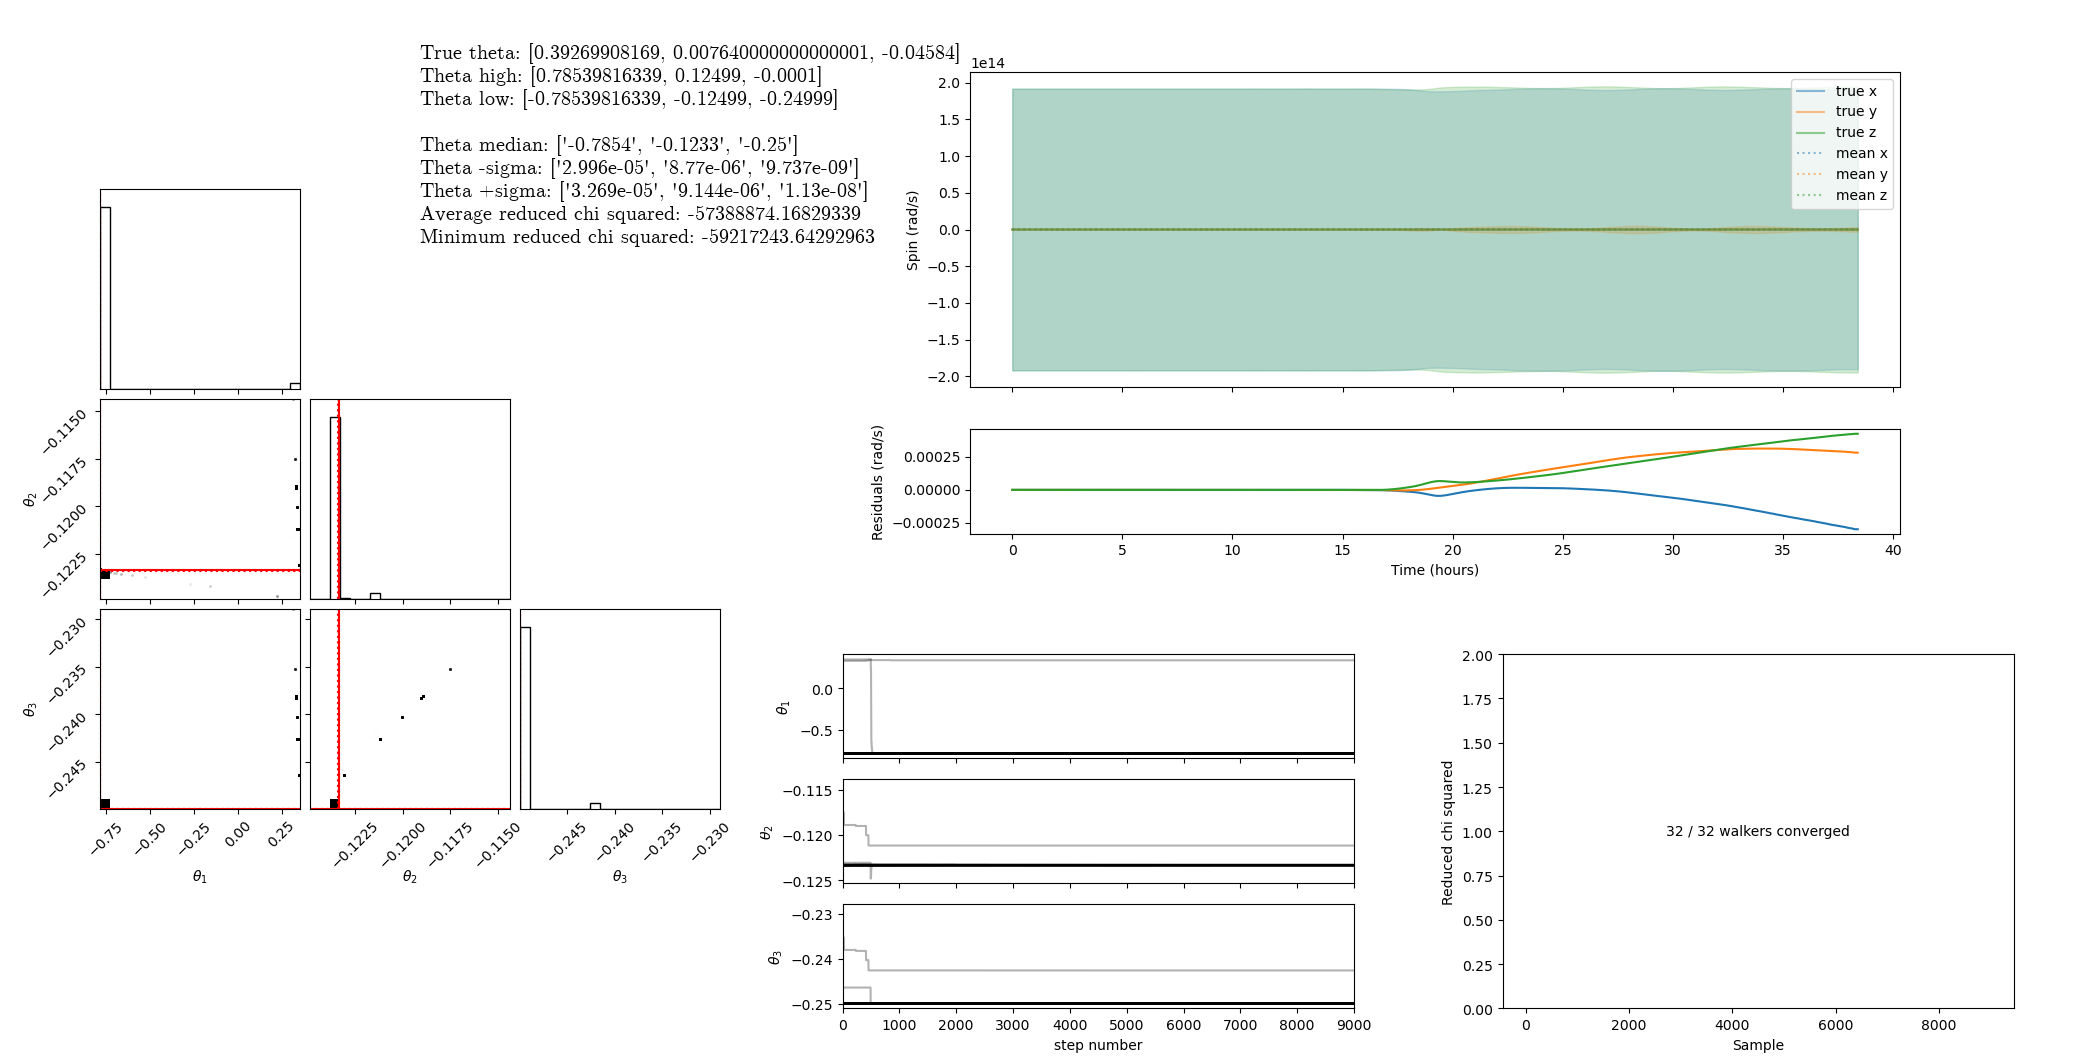 True theta: [0.39269908169, 0.007640000000000001, -0.04584]
Theta high: [0.78539816339, 0.12499, -0.0001]
Theta low: [-0.78539816339, -0.12499, -0.24999]
Theta median: ['-0.7854', '-0.1233', '-0.25']
Theta -sigma: ['2.996e-05', '8.77e-06', '9.737e-09']
Theta +sigma: ['3.269e-05', '9.144e-06', '1.13e-08']
Average reduced chi squared: -57388874.16829339
Minimum reduced chi squared: -59217243.64292963
1e14
2.0
1.5
1.0
0.5
0.0
−0.5
−1.0
−1.5
−2.0
Spin (rad/s)
true x
true y
true z
mean x
mean y
mean z
0.00025
0.00000
−0.00025
Residuals (rad/s)
0 5 10 15 20 25 30 35 40
Time (hours)
−0.1150
−0.1175
−0.1200
−0.1225
θ2
−0.230
−0.235
−0.240
−0.245
θ3
−0.75 −0.50 −0.25 0.00 0.25
θ1
−0.1225 −0.1200 −0.1175 −0.1150
θ2
−0.245 −0.240 −0.235 −0.230
θ3
0.0
−0.5
θ1
−0.115
−0.120
−0.125
θ2
−0.23
−0.24
−0.25
θ3
0 1000 2000 3000 4000 5000 6000 7000 8000 9000
step number
2.00
1.75
1.50
1.25
1.00
0.75
0.50
0.25
0.00
Reduced chi squared
32 / 32 walkers converged
0 2000 4000 6000 8000
Sample